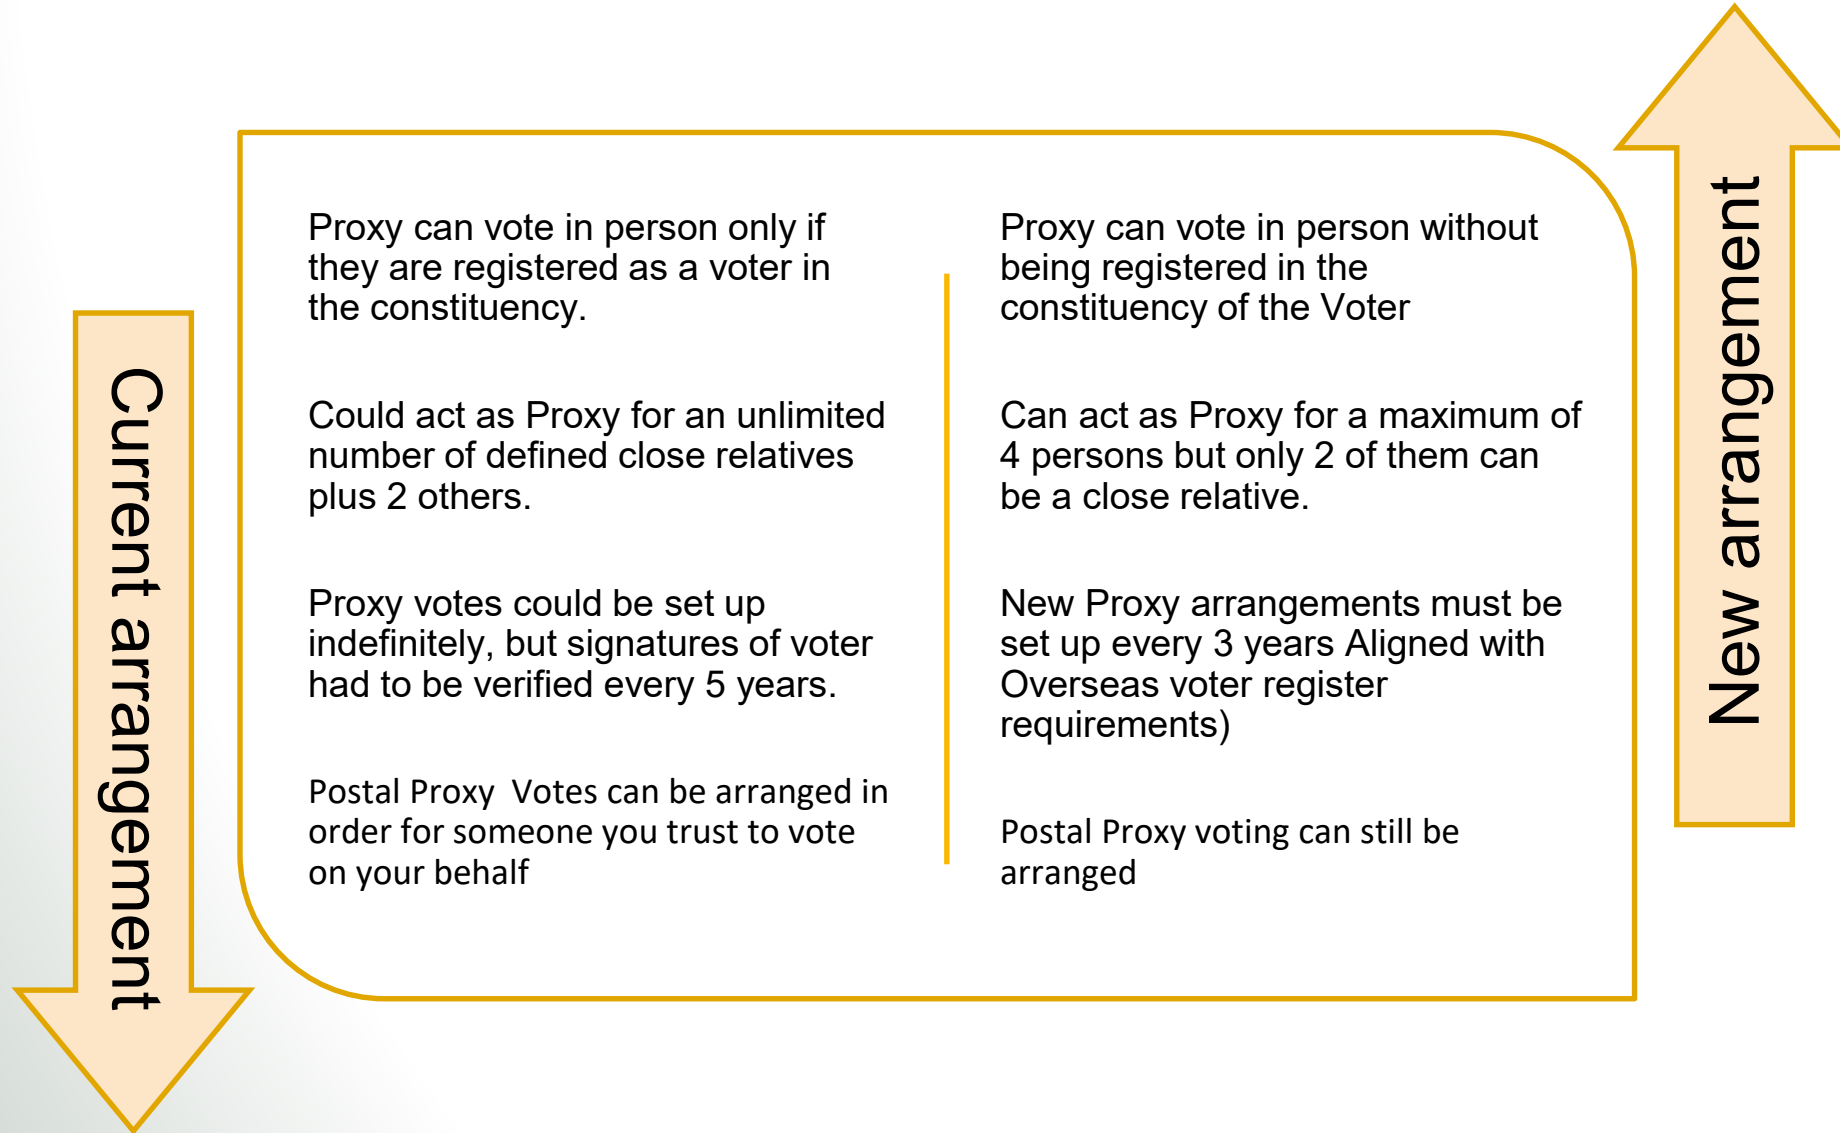 Current arrangement
Proxy can vote in person only if
they are registered as a voter in
the constituency.
Could act as Proxy for an unlimited
number of defined close relatives
plus 2 others.
Proxy votes could be set up
indefinitely, but signatures of voter
had to be verified every 5 years.
Postal Proxy  Votes can be arranged in
order for someone you trust to vote
on your behalf
Proxy can vote in person without
being registered in the
constituency of the Voter
Can act as Proxy for a maximum of
4 persons but only 2 of them can
be a close relative.
New Proxy arrangements must be
set up every 3 years Aligned with
Overseas voter register
requirements)
Postal Proxy voting can still be
arranged
New arrangement